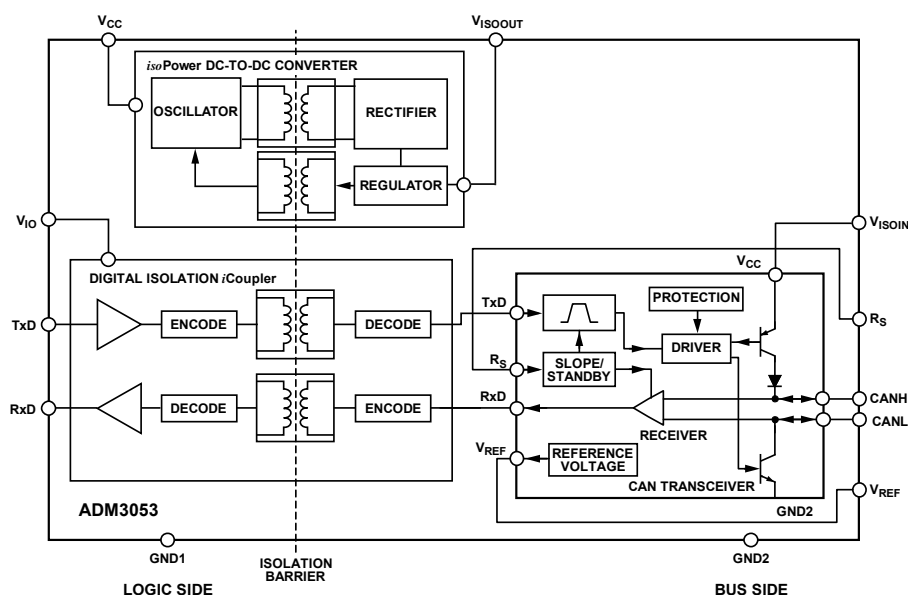 VCC
VISOOUT
isoPower DC-TO-DC CONVERTER
OSCILLATOR
RECTIFIER
REGULATOR
VIO
VISOIN
DIGITAL ISOLATION iCoupler
VCC
TxD
ENCODE
DECODE
TxD
PROTECTION
DRIVER
RS
RS
SLOPE/
STANDBY
RxD
DECODE
ENCODE
RxD
RECEIVER
CANH
CANL
VREF
REFERENCE
VOLTAGE
CAN TRANSCEIVER
VREF
GND2
ADM3053
GND1
ISOLATION
BARRIER
GND2
LOGIC SIDE
BUS SIDE